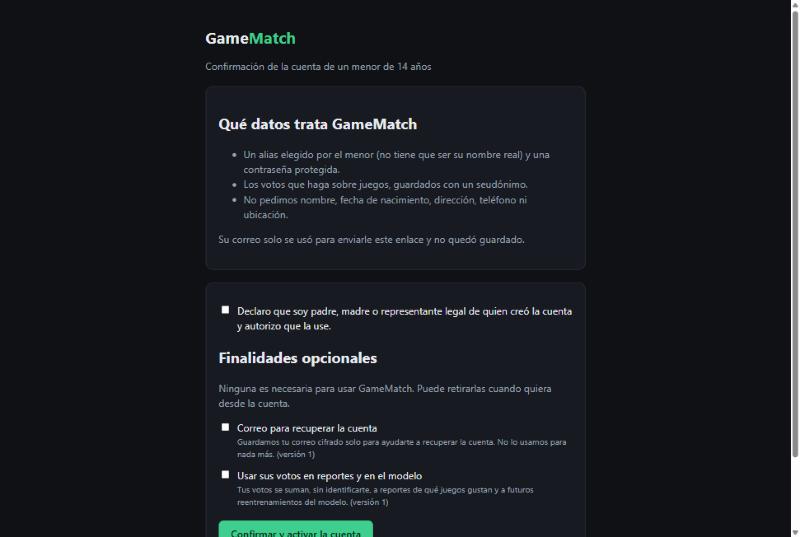 GameMatch
Confirmación de la cuenta de un menor de 14 años
Qué datos trata GameMatch
Un alias elegido por el menor (no tiene que ser su nombre real) y una
contraseña protegida.
Los votos que haga sobre juegos, guardados con un seudónimo.
No pedimos nombre, fecha de nacimiento, dirección, teléfono ni
ubicación.
Su correo solo se usó para enviarle este enlace y no quedó guardado.
Declaro que soy padre, madre o representante legal de quien creó la cuenta
y autorizo que la use.
Finalidades opcionales
Ninguna es necesaria para usar GameMatch. Puede retirarlas cuando quiera
desde la cuenta.
Correo para recuperar la cuenta
Guardamos tu correo cifrado solo para ayudarte a recuperar la cuenta. No lo usamos para
nada más. (versión 1)
Usar sus votos en reportes y en el modelo
Tus votos se suman, sin identificarte, a reportes de qué juegos gustan y a futuros
reentrenamientos del modelo. (versión 1)
Confirmar y activar la cuenta